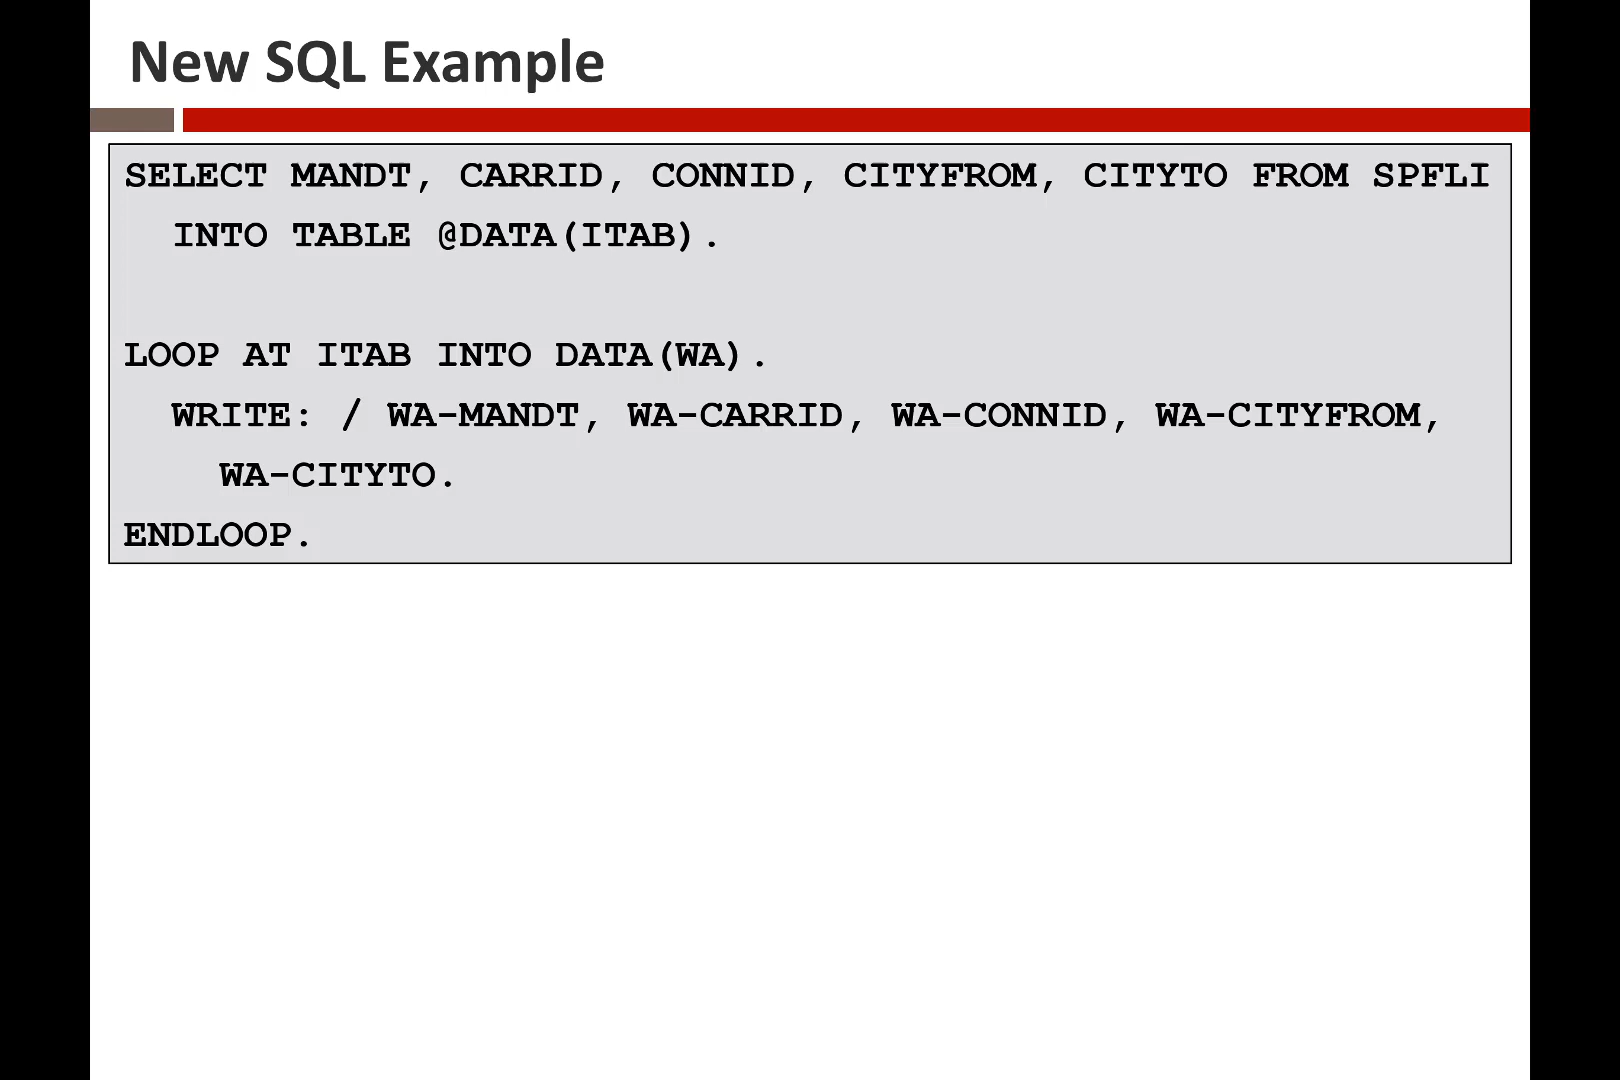 New SQL Example
SELECT MANDT, CARRID, CONNID, CITYFROM, CITYTO FROM SPFLI
INTO TABLE @DATA(ITAB).
LOOP AT ITAB INTO DATA(WA).
WRITE: / WA-MANDT, WA-CARRID, WA-CONNID, WA-CITYFROM,
WA-CITYTO.
ENDLOOP.